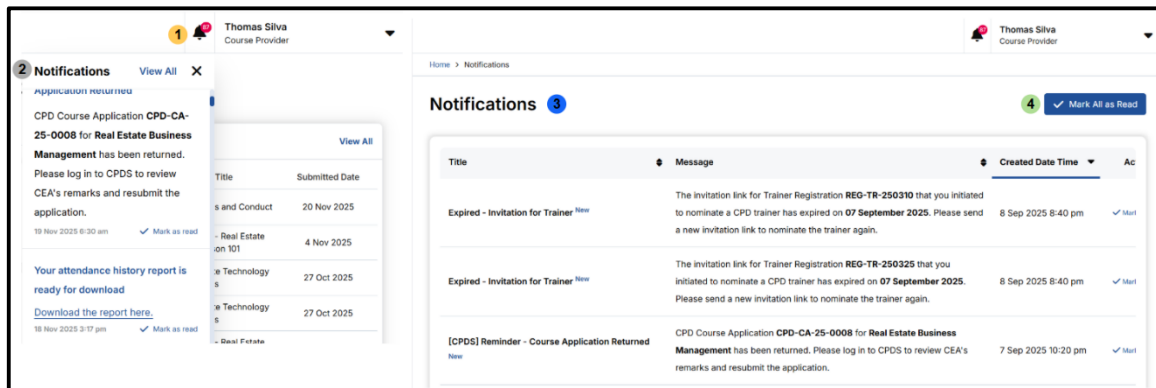 1
87
Thomas Silva
Course Provider
2
Notifications
View All
Application Returned
CPD Course Application CPD-CA-
25-0008 for Real Estate Business
Management has been returned.
Please log in to CPDS to review
CEA's remarks and resubmit the
application.
19 Nov 2025 6:30 am
Mark as read
Your attendance history report is
ready for download
Download the report here.
18 Nov 2025 3:17 pm
Mark as read
View All
Title
Submitted Date
s and Conduct
20 Nov 2025
- Real Estate
on 101
4 Nov 2025
te Technology
s
27 Oct 2025
te Technology
s
27 Oct 2025
- Real Estate
87
Thomas Silva
Course Provider
Home > Notifications
Notifications
3
4
Mark All as Read
Title
Message
Created Date Time
Ac
Expired - Invitation for Trainer New
The invitation link for Trainer Registration REG-TR-250310 that you initiated
to nominate a CPD trainer has expired on 07 September 2025. Please send
a new invitation link to nominate the trainer again.
8 Sep 2025 8:40 pm
Mar
Expired - Invitation for Trainer New
The invitation link for Trainer Registration REG-TR-250325 that you
initiated to nominate a CPD trainer has expired on 07 September 2025.
Please send a new invitation link to nominate the trainer again.
8 Sep 2025 8:40 pm
Mar
[CPDS] Reminder - Course Application Returned
New
CPD Course Application CPD-CA-25-0008 for Real Estate Business
Management has been returned. Please log in to CPDS to review CEA's
remarks and resubmit the application.
7 Sep 2025 10:20 pm
Mar